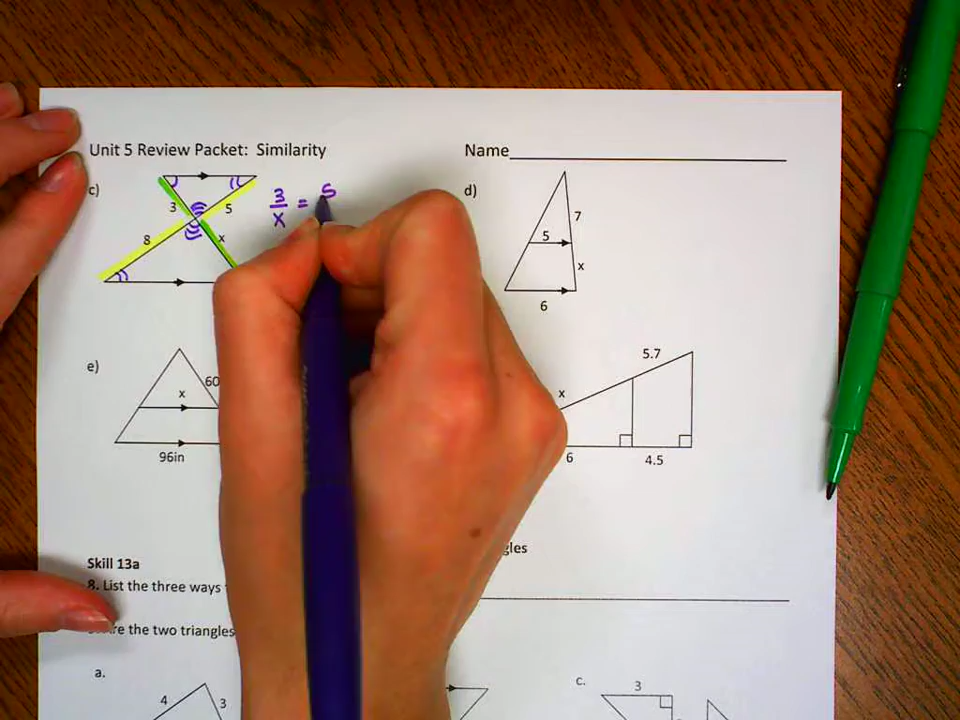 Unit 5 Review Packet: Similarity
Name
c)
3
5
8
x
3/x = 5
d)
7
5
x
6
e)
60
x
96in
5.7
x
6
4.5
Skill 13a
gles
8. List the three ways
re the two triangles
a.
4
3
c.
3